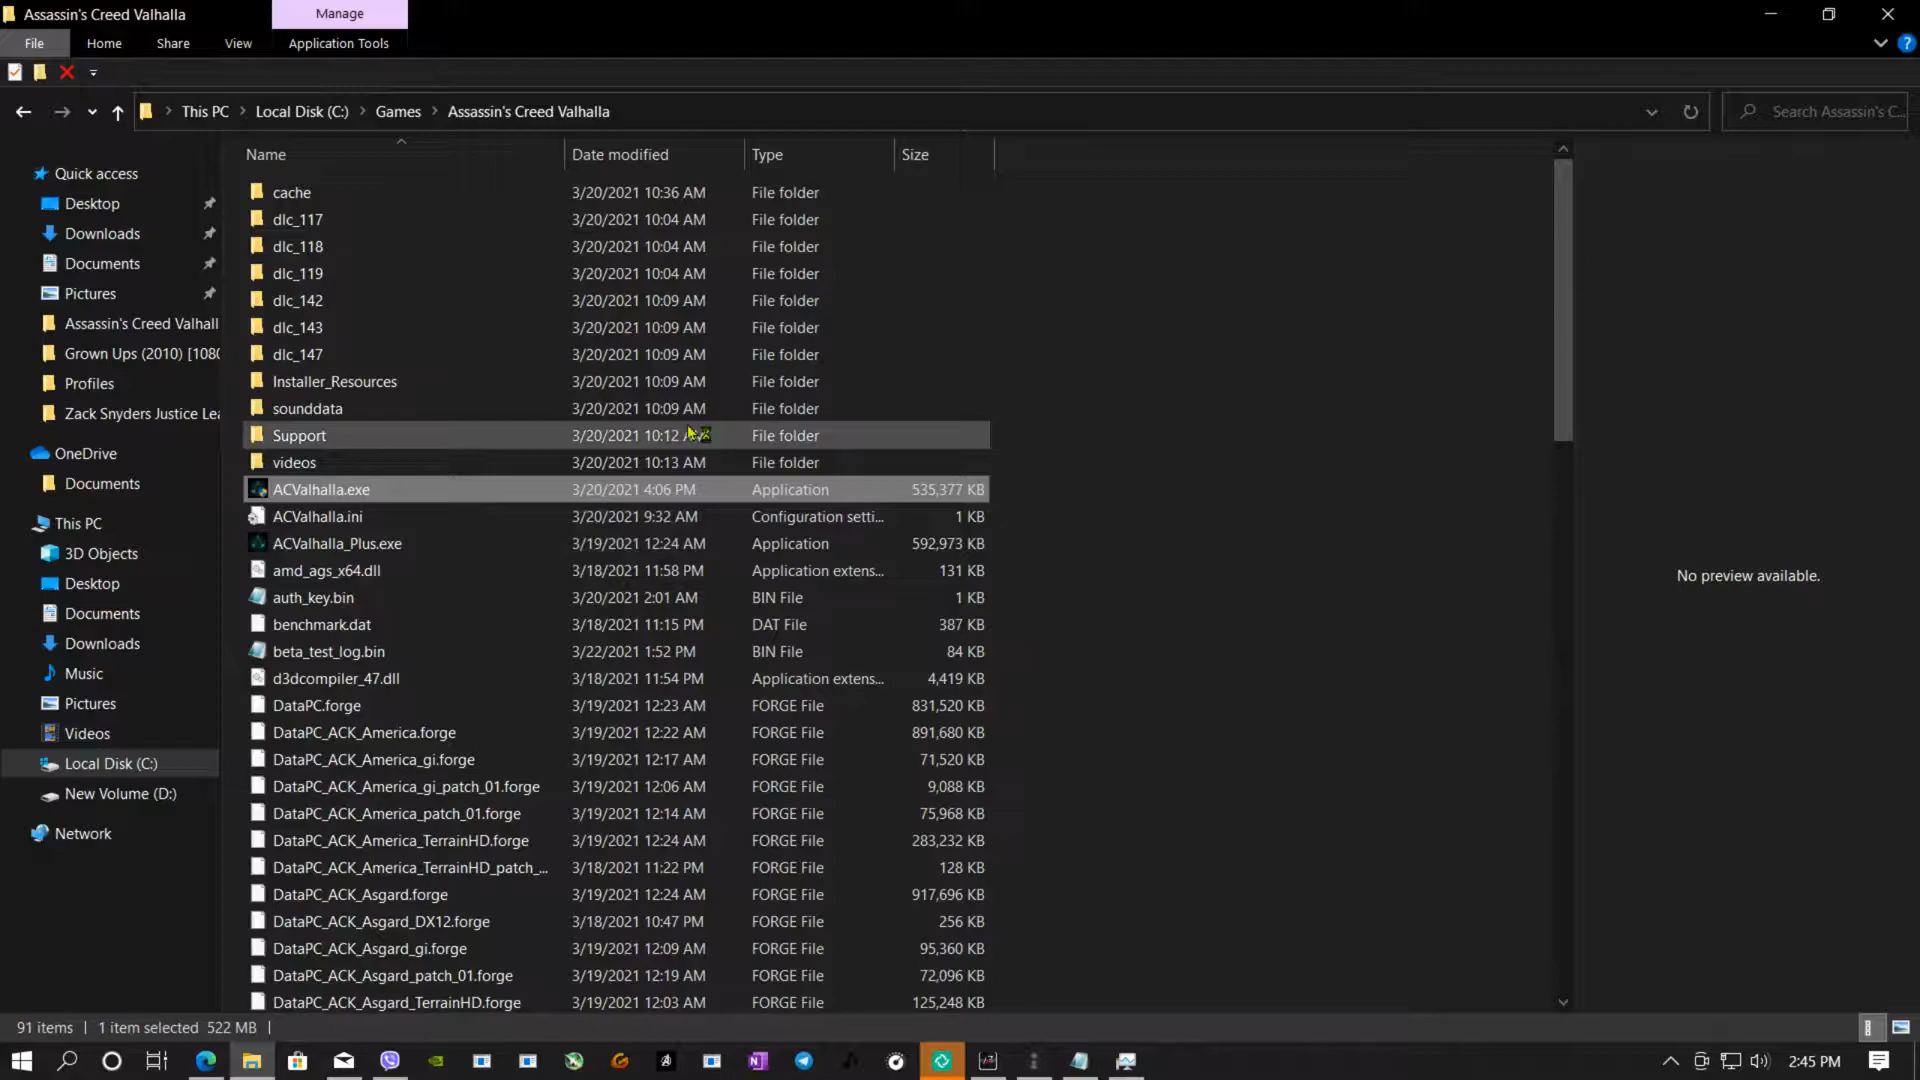 Assassin's Creed Valhalla
Manage
File
Home
Share
View
Application Tools
This PC
Local Disk (C:)
Games
Assassin's Creed Valhalla
Search Assassin's C...
Name
Date modified
Type
Size
Quick access
Desktop
Downloads
Documents
Pictures
Assassin's Creed Valhall
Grown Ups (2010) [1080
Profiles
Zack Snyders Justice Lea
OneDrive
Documents
This PC
3D Objects
Desktop
Documents
Downloads
Music
Pictures
Videos
Local Disk (C:)
New Volume (D:)
Network
cache 3/20/2021 10:36 AM File folder
dlc_117 3/20/2021 10:04 AM File folder
dlc_118 3/20/2021 10:04 AM File folder
dlc_119 3/20/2021 10:04 AM File folder
dlc_142 3/20/2021 10:09 AM File folder
dlc_143 3/20/2021 10:09 AM File folder
dlc_147 3/20/2021 10:09 AM File folder
Installer_Resources 3/20/2021 10:09 AM File folder
sounddata 3/20/2021 10:09 AM File folder
Support 3/20/2021 10:12 File folder
videos 3/20/2021 10:13 AM File folder
ACValhalla.exe 3/20/2021 4:06 PM Application 535,377 KB
ACValhalla.ini 3/20/2021 9:32 AM Configuration setti... 1 KB
ACValhalla_Plus.exe 3/19/2021 12:24 AM Application 592,973 KB
amd_ags_x64.dll 3/18/2021 11:58 PM Application extens... 131 KB
auth_key.bin 3/20/2021 2:01 AM BIN File 1 KB
benchmark.dat 3/18/2021 11:15 PM DAT File 387 KB
beta_test_log.bin 3/22/2021 1:52 PM BIN File 84 KB
d3dcompiler_47.dll 3/18/2021 11:54 PM Application extens... 4,419 KB
DataPC.forge 3/19/2021 12:23 AM FORGE File 831,520 KB
DataPC_ACK_America.forge 3/19/2021 12:22 AM FORGE File 891,680 KB
DataPC_ACK_America_gi.forge 3/19/2021 12:17 AM FORGE File 71,520 KB
DataPC_ACK_America_gi_patch_01.forge 3/19/2021 12:06 AM FORGE File 9,088 KB
DataPC_ACK_America_patch_01.forge 3/19/2021 12:14 AM FORGE File 75,968 KB
DataPC_ACK_America_TerrainHD.forge 3/19/2021 12:24 AM FORGE File 283,232 KB
DataPC_ACK_America_TerrainHD_patch_... 3/18/2021 11:22 PM FORGE File 128 KB
DataPC_ACK_Asgard.forge 3/19/2021 12:24 AM FORGE File 917,696 KB
DataPC_ACK_Asgard_DX12.forge 3/18/2021 10:47 PM FORGE File 256 KB
DataPC_ACK_Asgard_gi.forge 3/19/2021 12:09 AM FORGE File 95,360 KB
DataPC_ACK_Asgard_patch_01.forge 3/19/2021 12:19 AM FORGE File 72,096 KB
DataPC_ACK_Asgard_TerrainHD.forge 3/19/2021 12:03 AM FORGE File 125,248 KB
No preview available.
91 items
1 item selected 522 MB
2:45 PM